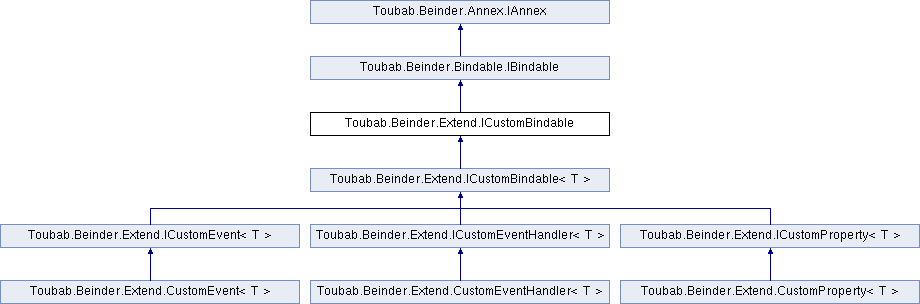 Toubab.Beinder.Annex.IAnnex
Toubab.Beinder.Bindable.IBindable
Toubab.Beinder.Extend.ICustomBindable
Toubab.Beinder.Extend.ICustomBindable< T >
Toubab.Beinder.Extend.ICustomEvent< T >
Toubab.Beinder.Extend.ICustomEventHandler< T >
Toubab.Beinder.Extend.ICustomProperty< T >
Toubab.Beinder.Extend.CustomEvent< T >
Toubab.Beinder.Extend.CustomEventHandler< T >
Toubab.Beinder.Extend.CustomProperty< T >